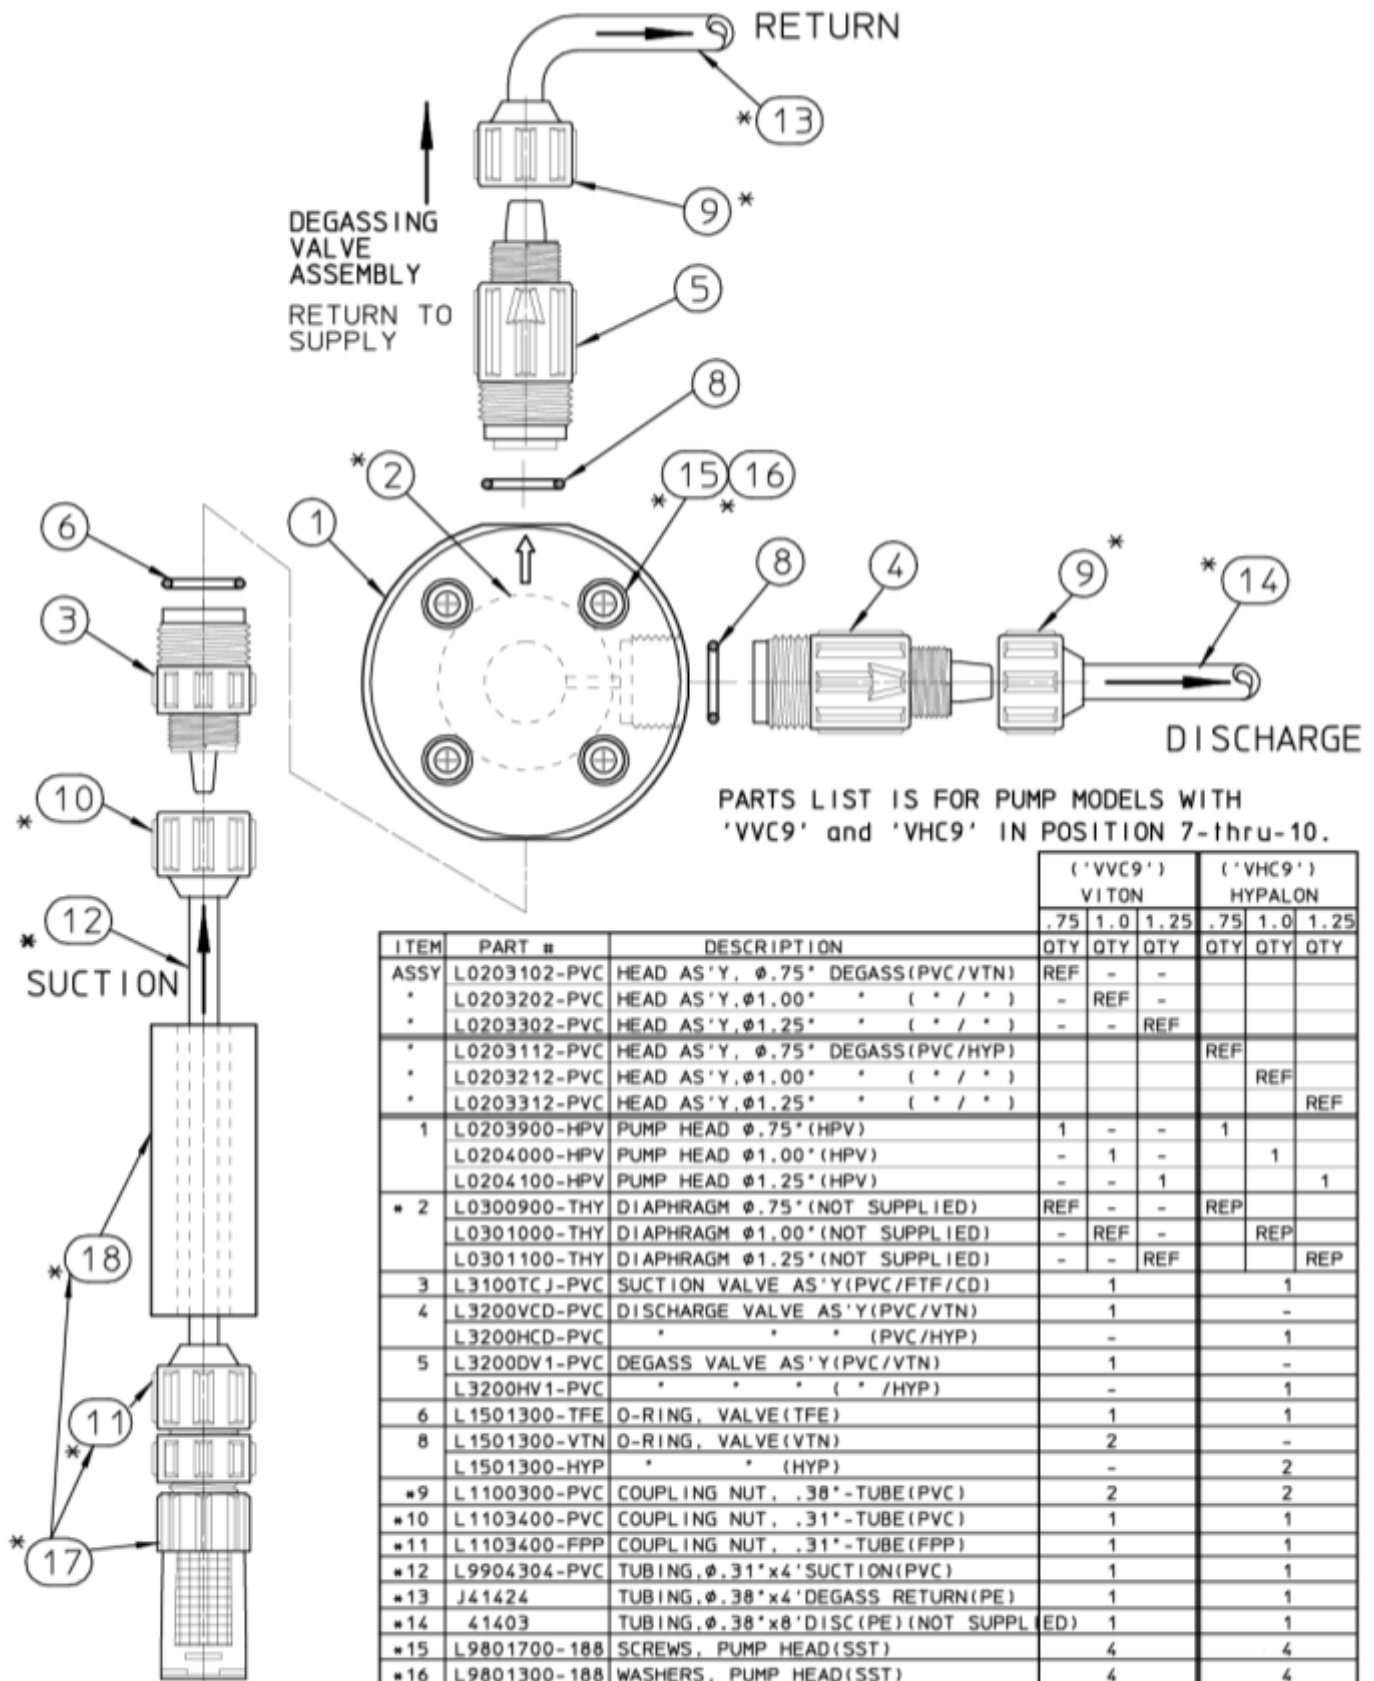 RETURN
* 13
9 *
DEGASSING
VALVE
ASSEMBLY
RETURN TO
SUPPLY
5
8
* 2
* 15 16 *
1
6
3
8
4
9 *
* 14
DISCHARGE
* 10
* 12
SUCTION
* 18
* 11
* 17
PARTS LIST IS FOR PUMP MODELS WITH
'VVC9' and 'VHC9' IN POSITION 7-thru-10.
('VVC9') ('VHC9')
VITON HYPALON
.75 1.0 1.25 .75 1.0 1.25
ITEM PART # DESCRIPTION QTY QTY QTY QTY QTY QTY
ASSY L0203102-PVC HEAD AS'Y, ø.75" DEGASS(PVC/VTN) REF - -
" L0203202-PVC HEAD AS'Y,ø1.00" " ( " / " ) - REF -
" L0203302-PVC HEAD AS'Y,ø1.25" " ( " / " ) - - REF
" L0203112-PVC HEAD AS'Y, ø.75" DEGASS(PVC/HYP) REF
" L0203212-PVC HEAD AS'Y,ø1.00" " ( " / " ) REF
" L0203312-PVC HEAD AS'Y,ø1.25" " ( " / " ) REF
1 L0203900-HPV PUMP HEAD ø.75"(HPV) 1 - - 1
L0204000-HPV PUMP HEAD ø1.00"(HPV) - 1 - 1
L0204100-HPV PUMP HEAD ø1.25"(HPV) - - 1 1
* 2 L0300900-THY DIAPHRAGM ø.75"(NOT SUPPLIED) REF - - REP
L0301000-THY DIAPHRAGM ø1.00"(NOT SUPPLIED) - REF - REP
L0301100-THY DIAPHRAGM ø1.25"(NOT SUPPLIED) - - REF REP
3 L3100TCJ-PVC SUCTION VALVE AS'Y(PVC/FTF/CD) 1 1
4 L3200VCD-PVC DISCHARGE VALVE AS'Y(PVC/VTN) 1 -
L3200HCD-PVC " " " (PVC/HYP) - 1
5 L3200DV1-PVC DEGASS VALVE AS'Y(PVC/VTN) 1 -
L3200HV1-PVC " " " ( " /HYP) - 1
6 L1501300-TFE O-RING, VALVE(TFE) 1 1
8 L1501300-VTN O-RING, VALVE(VTN) 2 -
L1501300-HYP " " (HYP) - 2
*9 L1100300-PVC COUPLING NUT, .38"-TUBE(PVC) 2 2
*10 L1103400-PVC COUPLING NUT, .31"-TUBE(PVC) 1 1
*11 L1103400-FPP COUPLING NUT, .31"-TUBE(FPP) 1 1
*12 L9904304-PVC TUBING,ø.31"x4'SUCTION(PVC) 1 1
*13 J41424 TUBING,ø.38"x4'DEGASS RETURN(PE) 1 1
*14 41403 TUBING,ø.38"x8'DISC(PE)(NOT SUPPLIED) 1 1
*15 L9801700-188 SCREWS, PUMP HEAD(SST) 4 4
*16 L9801300-188 WASHERS, PUMP HEAD(SST) 4 4